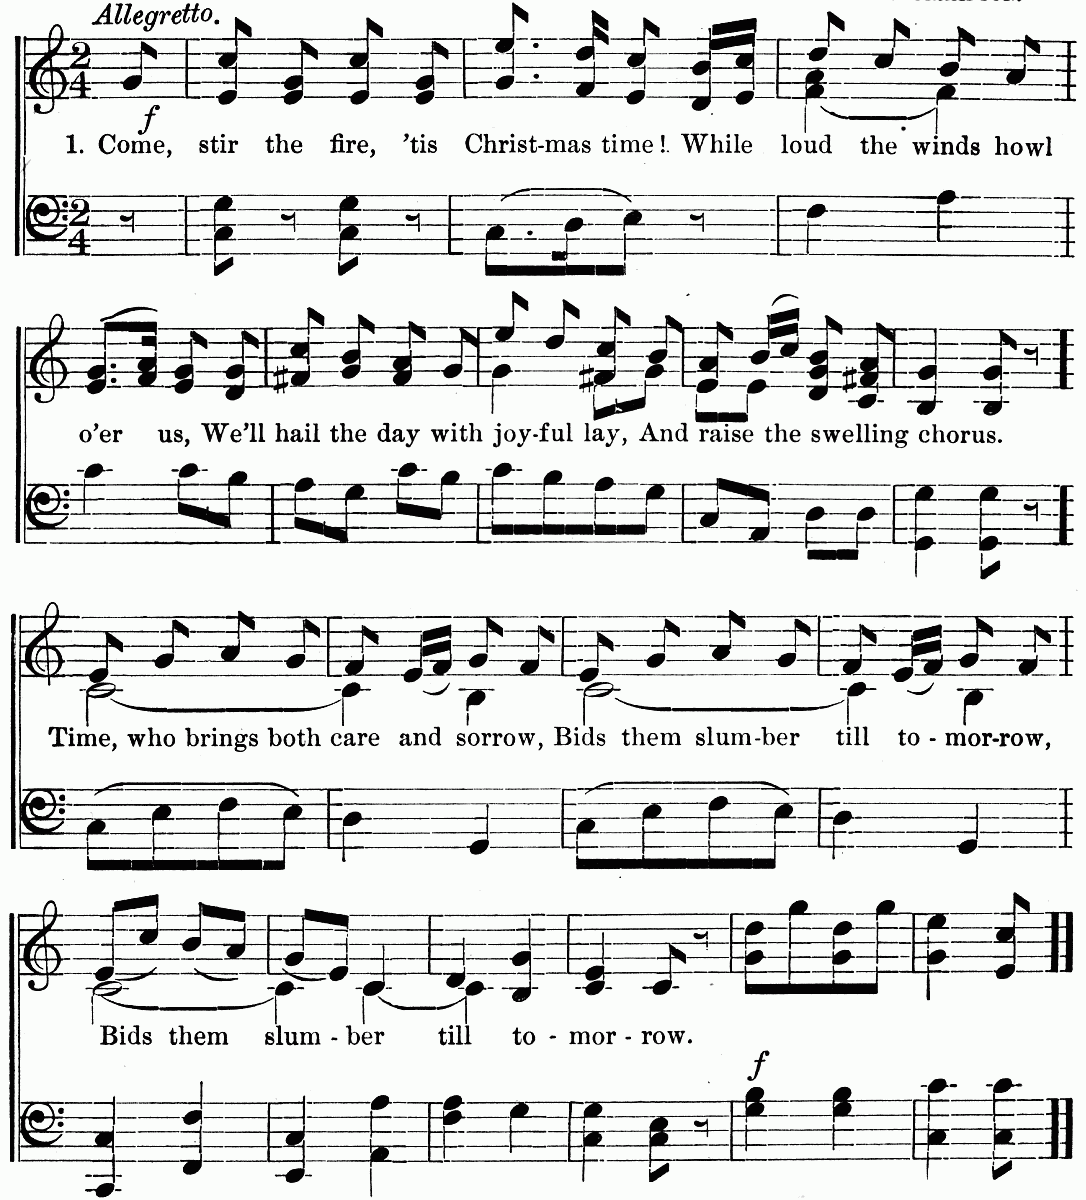 Allegretto.
f
1. Come, stir the fire, 'tis Christ-mas time! While loud the winds howl
o'er us, We'll hail the day with joy-ful lay, And raise the swelling chorus.
Time, who brings both care and sorrow, Bids them slum-ber till to - mor-row,
Bids them slum - ber till to - mor - row.
f